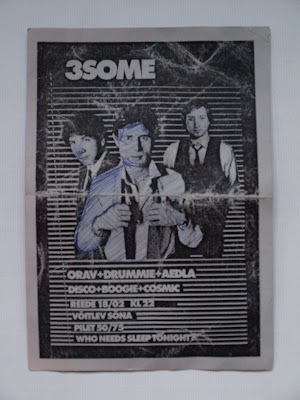 3SOME
ORAV+DRUMMIE+AEDLA
DISCO+BOOGIE+COSMIC
REEDE 18/02 KL 22
VÕITLEV SÕNA
PILET 50/75
WHO NEEDS SLEEP TONIGHT?